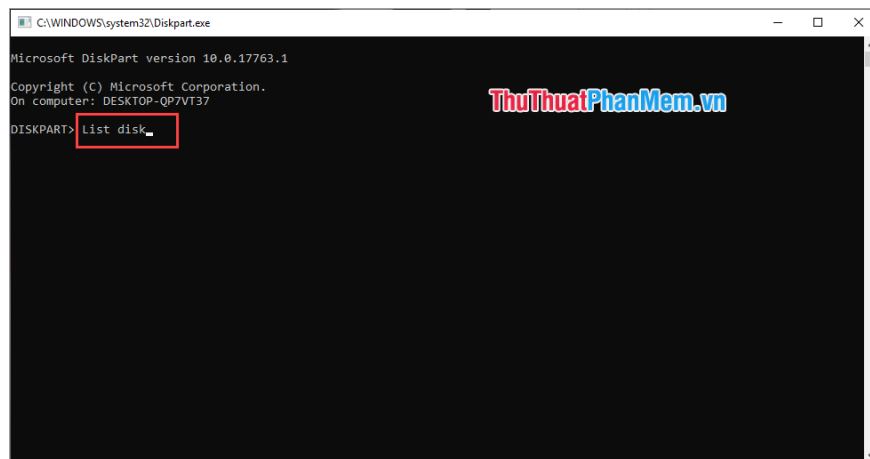 C:\WINDOWS\system32\Diskpart.exe
Microsoft DiskPart version 10.0.17763.1
Copyright (C) Microsoft Corporation.
On computer: DESKTOP-QP7VT37
ThuThuatPhanMem.vn
DISKPART> List disk